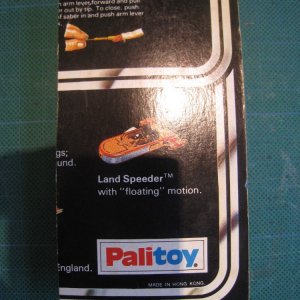 n arm lever forward and pull
er out by tip. To close, push
of saber in and push arm lever
gs;
und.
Land Speeder™
with "floating" motion.
Palitoy
England.
MADE IN HONG KONG.